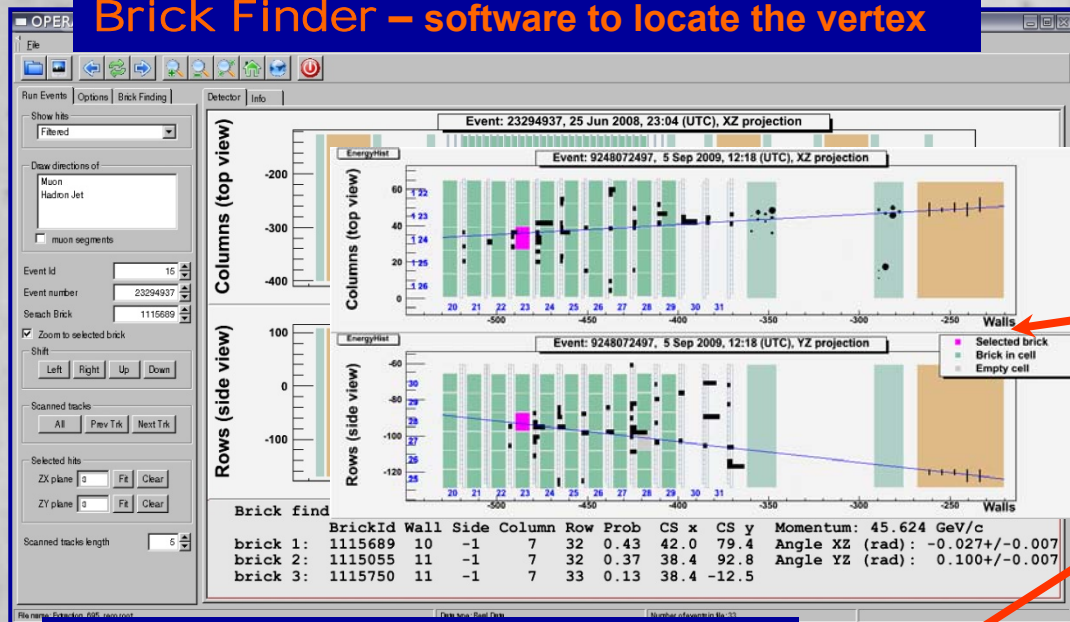 Brick Finder – software to locate the vertex
OPER
File
Run Events Options Brick Finding
Detector Info
Show hits
Filtered
Draw directions of
Muon
Hadron Jet
muon segments
Event Id 15
Event number 23294937
Serach Brick 1115689
Zoom to selected brick
Shift
Left Right Up Down
Scanned tracks
All Prev Trk Next Trk
Selected hits
ZX plane 0 Fit Clear
ZY plane 0 Fit Clear
Scanned tracks length 5
Event: 23294937, 25 Jun 2008, 23:04 (UTC), XZ projection
Columns (top view)
-200
-300
-400
EnergyHist
Event: 9248072497, 5 Sep 2009, 12:18 (UTC), XZ projection
Columns (top view)
60
40
20
0
1 22
1 23
1 24
1 25
1 26
20 21 22 23 24 25 26 27 28 29 30 31
-500 -450 -400 -350 -300 -250
Walls
Rows (side view)
100
0
-100
EnergyHist
Event: 9248072497, 5 Sep 2009, 12:18 (UTC), YZ projection
Selected brick
Brick in cell
Empty cell
Rows (side view)
-60
-80
-100
-120
30
29
28
27
26
25
20 21 22 23 24 25 26 27 28 29 30 31
-500 -450 -400 -350 -300 -250
Walls
Brick find
BrickId Wall Side Column Row Prob CS x CS y Momentum: 45.624 GeV/c
brick 1: 1115689 10 -1 7 32 0.43 42.0 79.4 Angle XZ (rad): -0.027+/-0.007
brick 2: 1115055 11 -1 7 32 0.37 38.4 92.8 Angle YZ (rad): 0.100+/-0.007
brick 3: 1115750 11 -1 7 33 0.13 38.4 -12.5